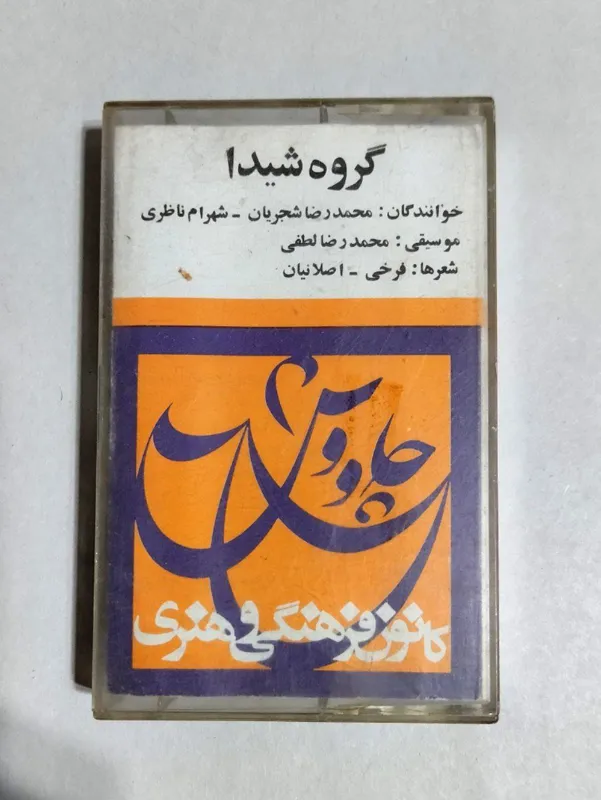 گروه شیدا
خوانندگان: محمدرضا شجریان - شهرام ناظری
موسیقی: محمدرضا لطفی
شعرها: فرخی - اصلانیان
چاووش
کانون فرهنگی و هنری